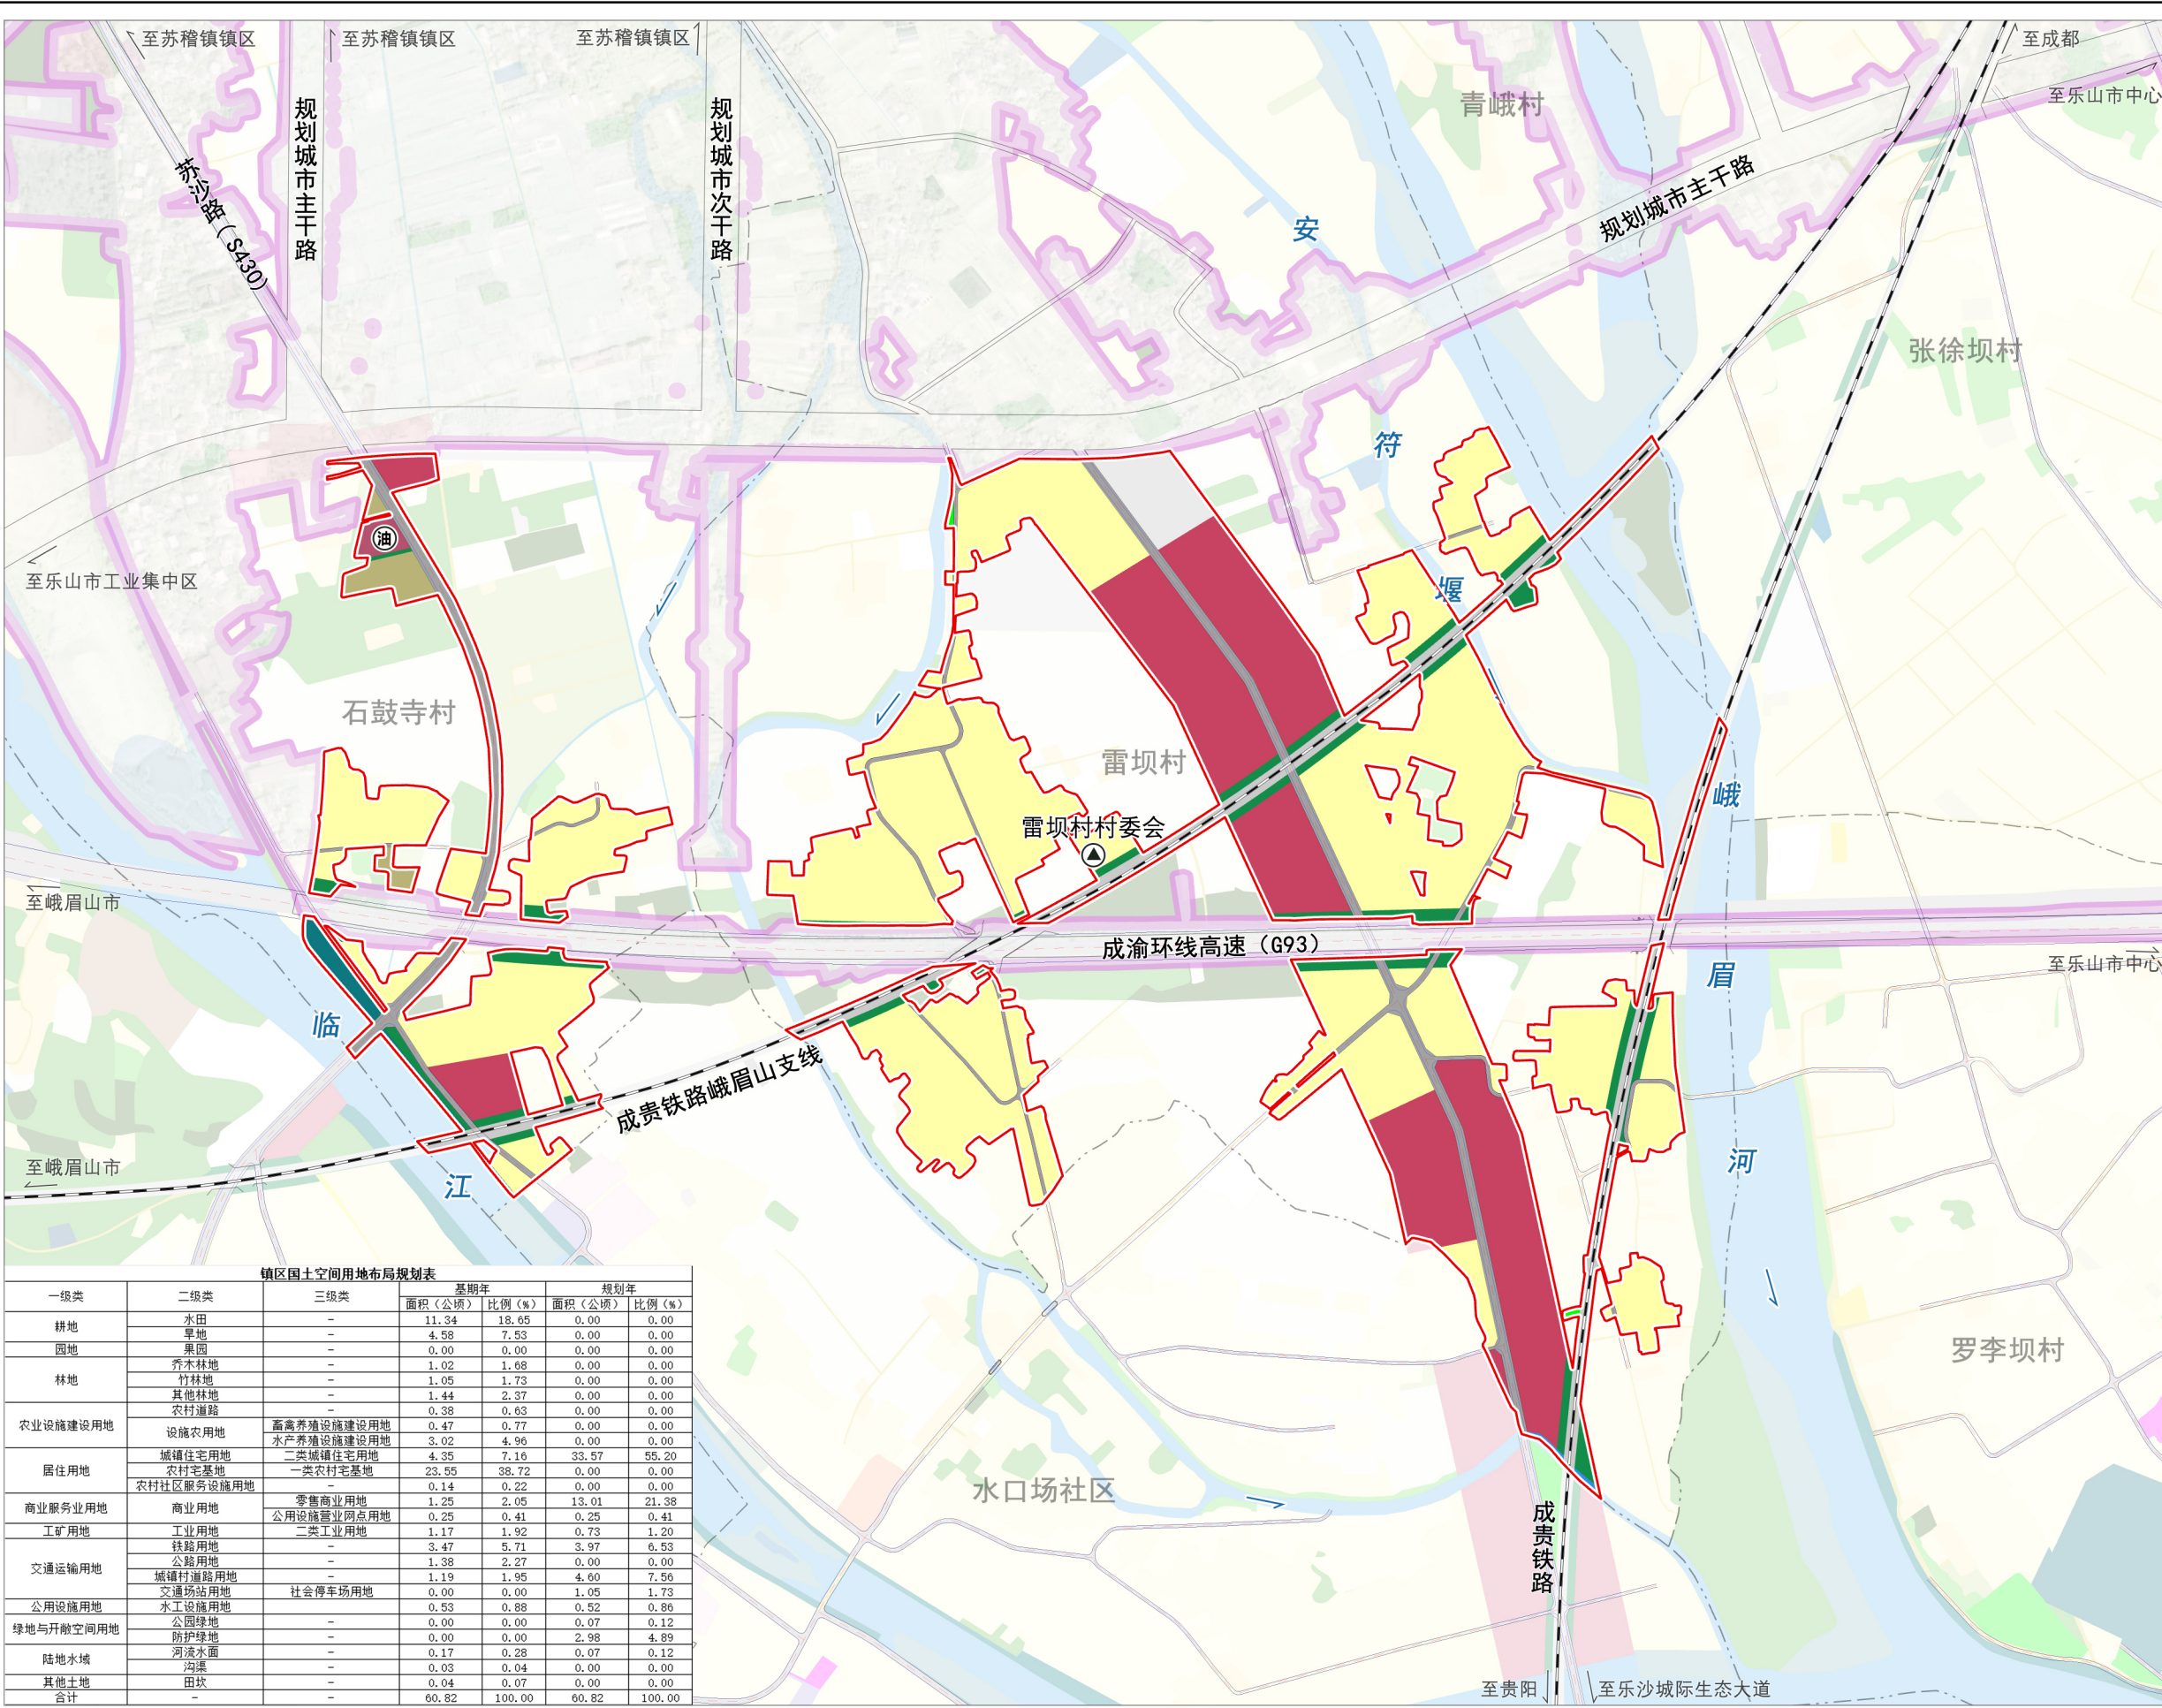 至苏稽镇镇区
至苏稽镇镇区
至苏稽镇镇区
至成都
至乐山市中心
青峨村
规划城市主干路
规划城市次干路
苏沙路（S430）
规划城市主干路
安
符
堰
张徐坝村
至乐山市工业集中区
油
石鼓寺村
雷坝村
雷坝村村委会
峨
眉
河
至峨眉山市
成渝环线高速（G93）
至乐山市中心
临
江
成贵铁路峨眉山支线
至峨眉山市
罗李坝村
水口场社区
成贵铁路
至贵阳
至乐沙城际生态大道
镇区国土空间用地布局规划表
一级类 二级类 三级类 基期年 规划年
面积（公顷） 比例（%） 面积（公顷） 比例（%）
耕地 水田 - 11.34 18.65 0.00 0.00
旱地 - 4.58 7.53 0.00 0.00
园地 果园 - 0.00 0.00 0.00 0.00
林地 乔木林地 - 1.02 1.68 0.00 0.00
竹林地 - 1.05 1.73 0.00 0.00
其他林地 - 1.44 2.37 0.00 0.00
农业设施建设用地 农村道路 - 0.38 0.63 0.00 0.00
设施农用地 畜禽养殖设施建设用地 0.47 0.77 0.00 0.00
水产养殖设施建设用地 3.02 4.96 0.00 0.00
居住用地 城镇住宅用地 二类城镇住宅用地 4.35 7.16 33.57 55.20
农村宅基地 一类农村宅基地 23.55 38.72 0.00 0.00
农村社区服务设施用地 - 0.14 0.22 0.00 0.00
商业服务业用地 商业用地 零售商业用地 1.25 2.05 13.01 21.38
公用设施营业网点用地 0.25 0.41 0.25 0.41
工矿用地 工业用地 二类工业用地 1.17 1.92 0.73 1.20
交通运输用地 铁路用地 - 3.47 5.71 3.97 6.53
公路用地 - 1.38 2.27 0.00 0.00
城镇村道路用地 - 1.19 1.95 4.60 7.56
交通场站用地 社会停车场用地 0.00 0.00 1.05 1.73
公用设施用地 水工设施用地 0.53 0.88 0.52 0.86
绿地与开敞空间用地 公园绿地 - 0.00 0.00 0.07 0.12
防护绿地 - 0.00 0.00 2.98 4.89
陆地水域 河流水面 - 0.17 0.28 0.07 0.12
沟渠 - 0.03 0.04 0.00 0.00
其他土地 田坎 - 0.04 0.07 0.00 0.00
合计 - - 60.82 100.00 60.82 100.00